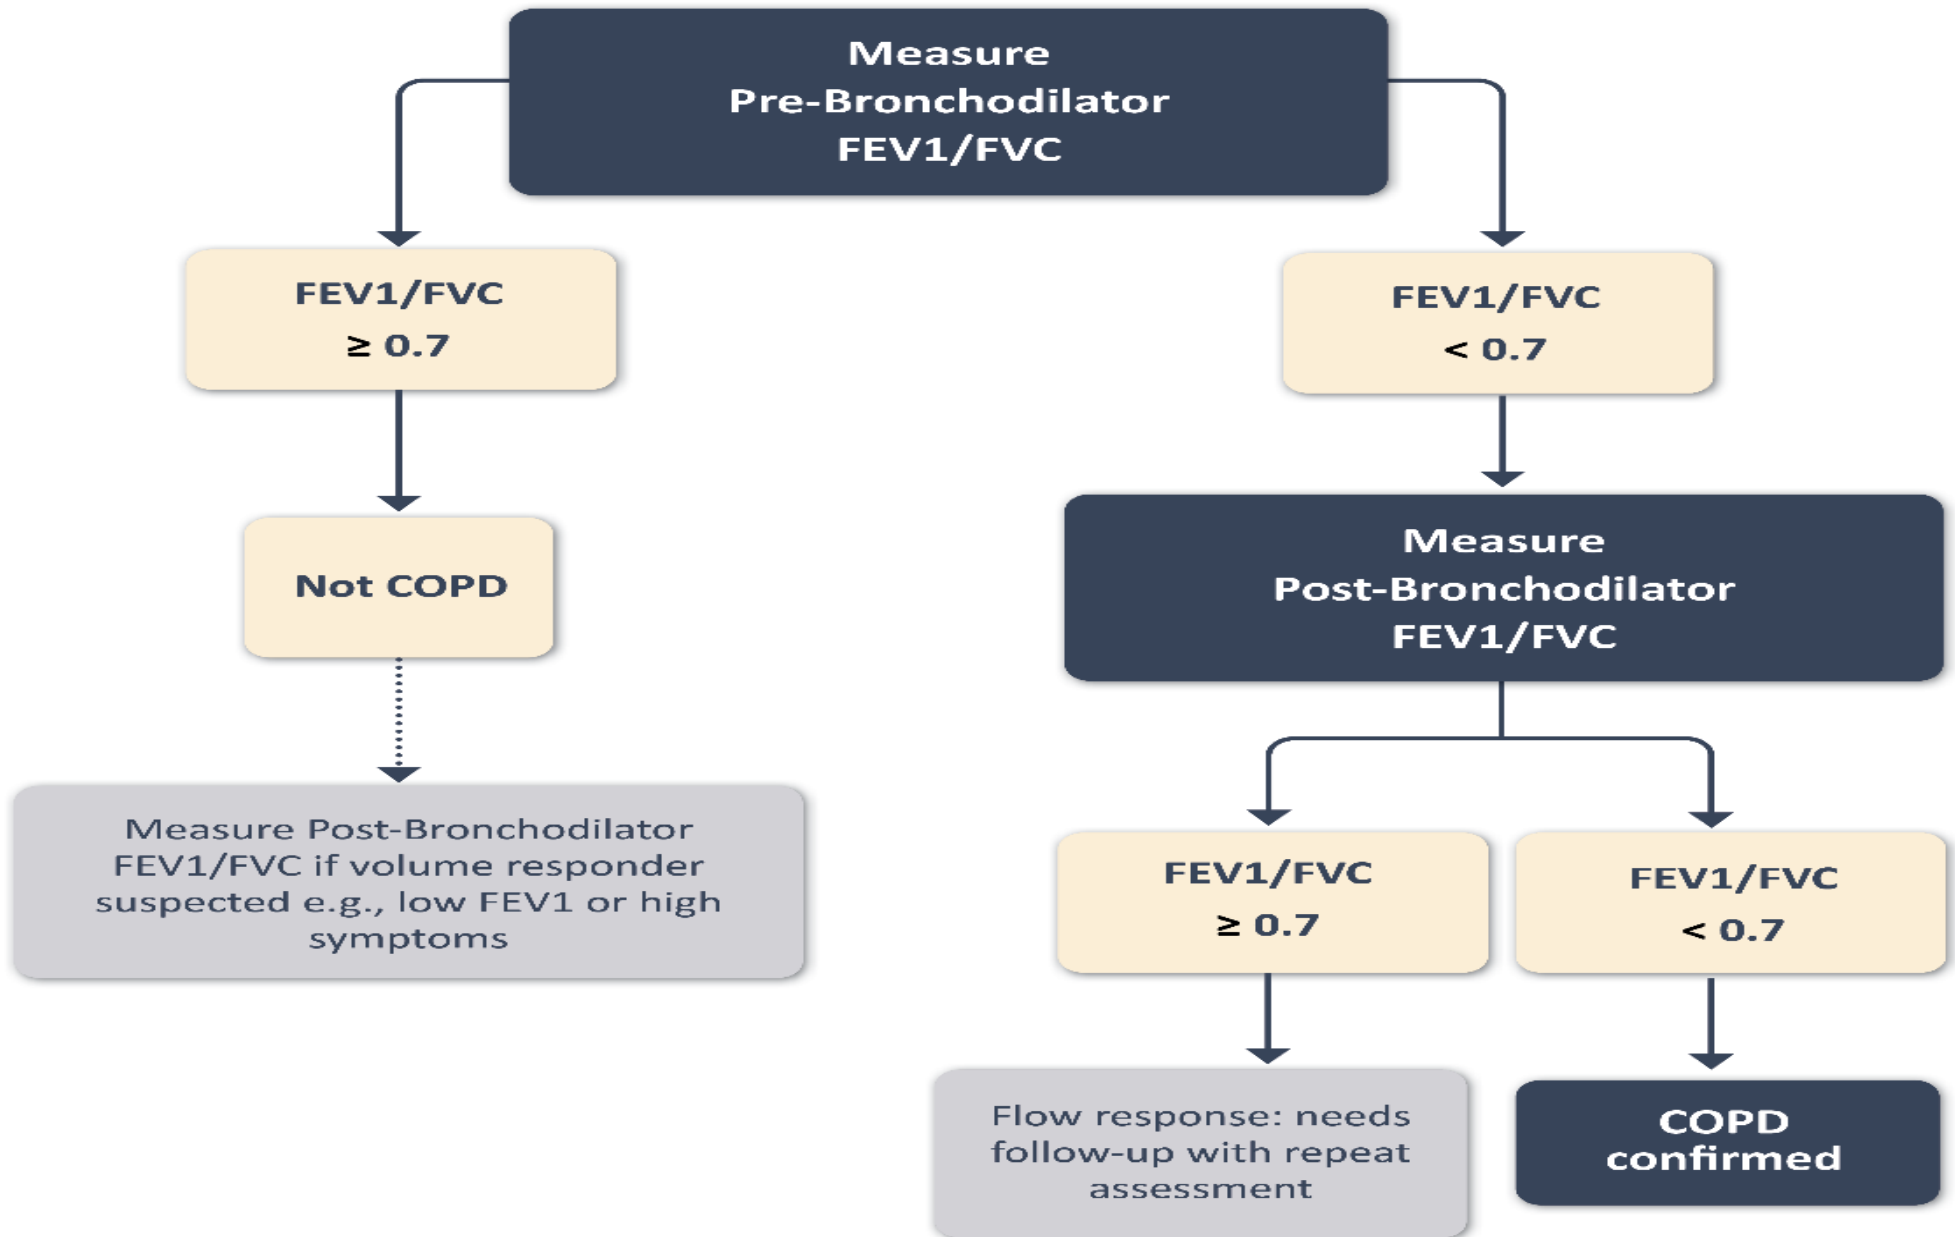 Measure
Pre-Bronchodilator
FEV1/FVC
FEV1/FVC
≥ 0.7
FEV1/FVC
< 0.7
Not COPD
Measure
Post-Bronchodilator
FEV1/FVC
Measure Post-Bronchodilator
FEV1/FVC if volume responder
suspected e.g., low FEV1 or high
symptoms
FEV1/FVC
≥ 0.7
FEV1/FVC
< 0.7
Flow response: needs
follow-up with repeat
assessment
COPD
confirmed